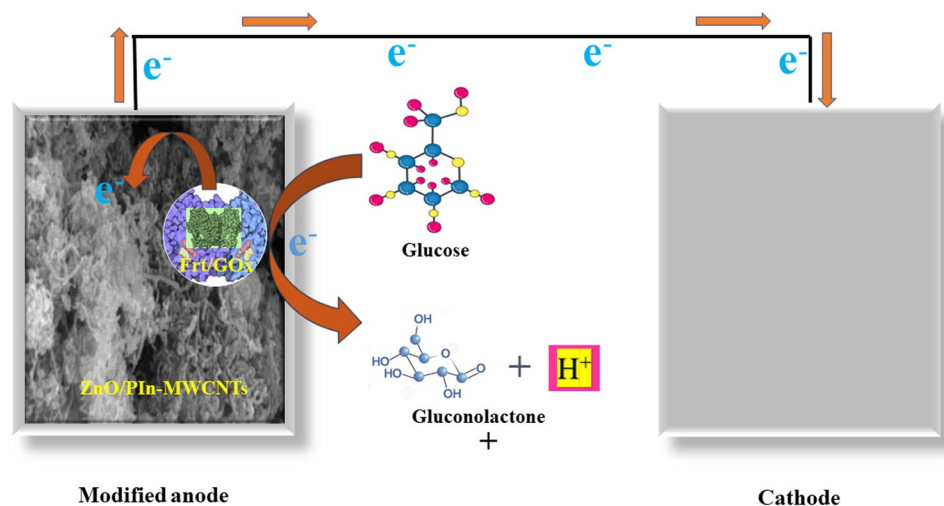 e⁻ e⁻ e⁻ e⁻
e⁻
Frt/GOx
e⁻
Glucose
ZnO/PIn-MWCNTs
OH
HO
O
HO
OH
O
+
H⁺
Gluconolactone
+
Modified anode
Cathode